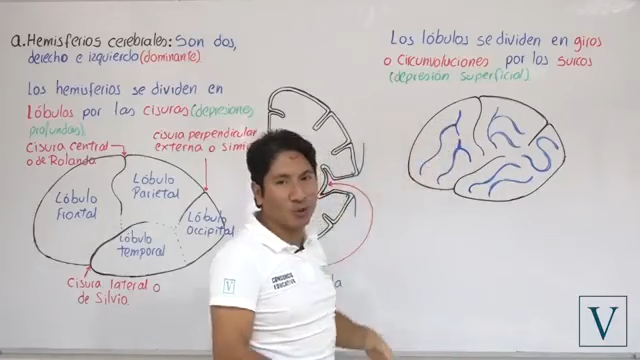 a. Hemisferios cerebrales: Son dos,
derecho e izquierdo (dominante)
Los hemisferios se dividen en
Lóbulos por las cisuras (depresiones
profundas)
Cisura central
o de Rolando
cisura perpendicular
externa o simi
Lóbulo
Frontal
Lóbulo
Parietal
Lóbulo
Occipital
Lóbulo
temporal
Cisura lateral o
de Silvio
Los lóbulos se dividen en giros
o Circunvoluciones por los surcos
(depresión superficial)
V
V